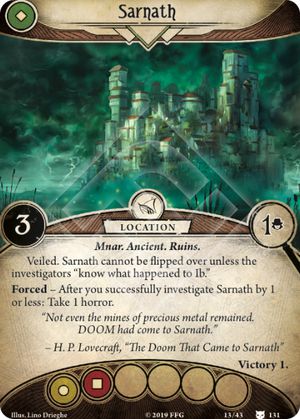 Sarnath
3
LOCATION
1
Mnar. Ancient. Ruins.
Veiled. Sarnath cannot be flipped over unless the
investigators “know what happened to Ib.”
Forced – After you successfully investigate Sarnath by 1
or less: Take 1 horror.
“Not even the mines of precious metal remained.
DOOM had come to Sarnath.”
– H. P. Lovecraft, “The Doom That Came to Sarnath”
Victory 1.
Illus. Lino Drieghe
© 2019 FFG
13/43
131